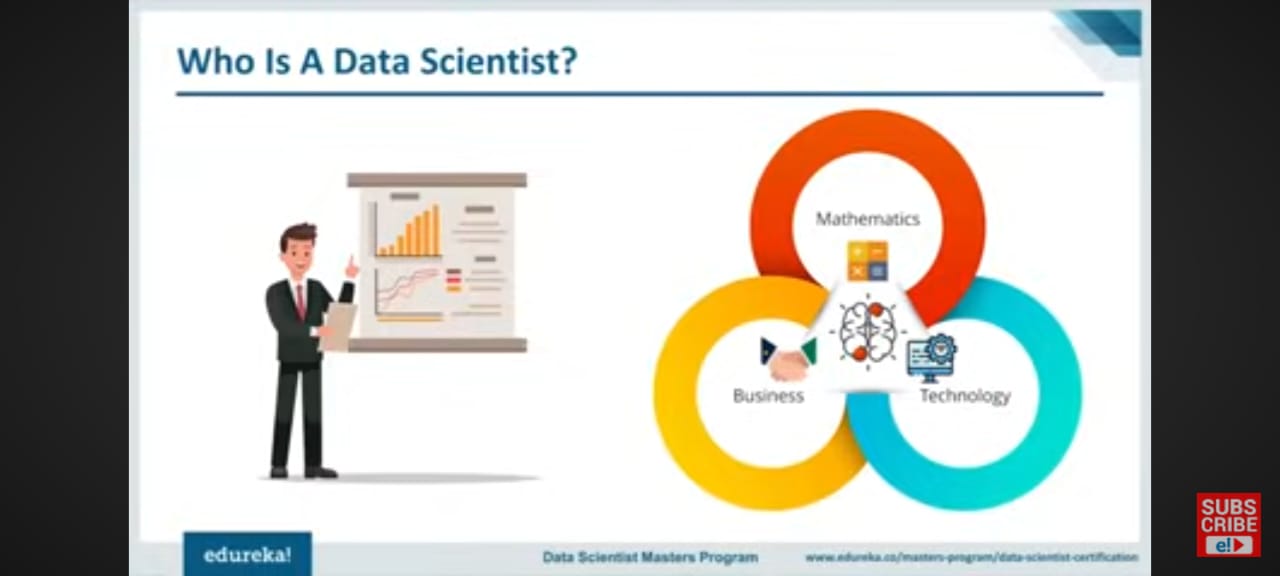 Who Is A Data Scientist?
Mathematics
Business
Technology
edureka!
Data Scientist Masters Program
www.edureka.co/masters-program/data-scientist-certification
SUBS
CRIBE
e!